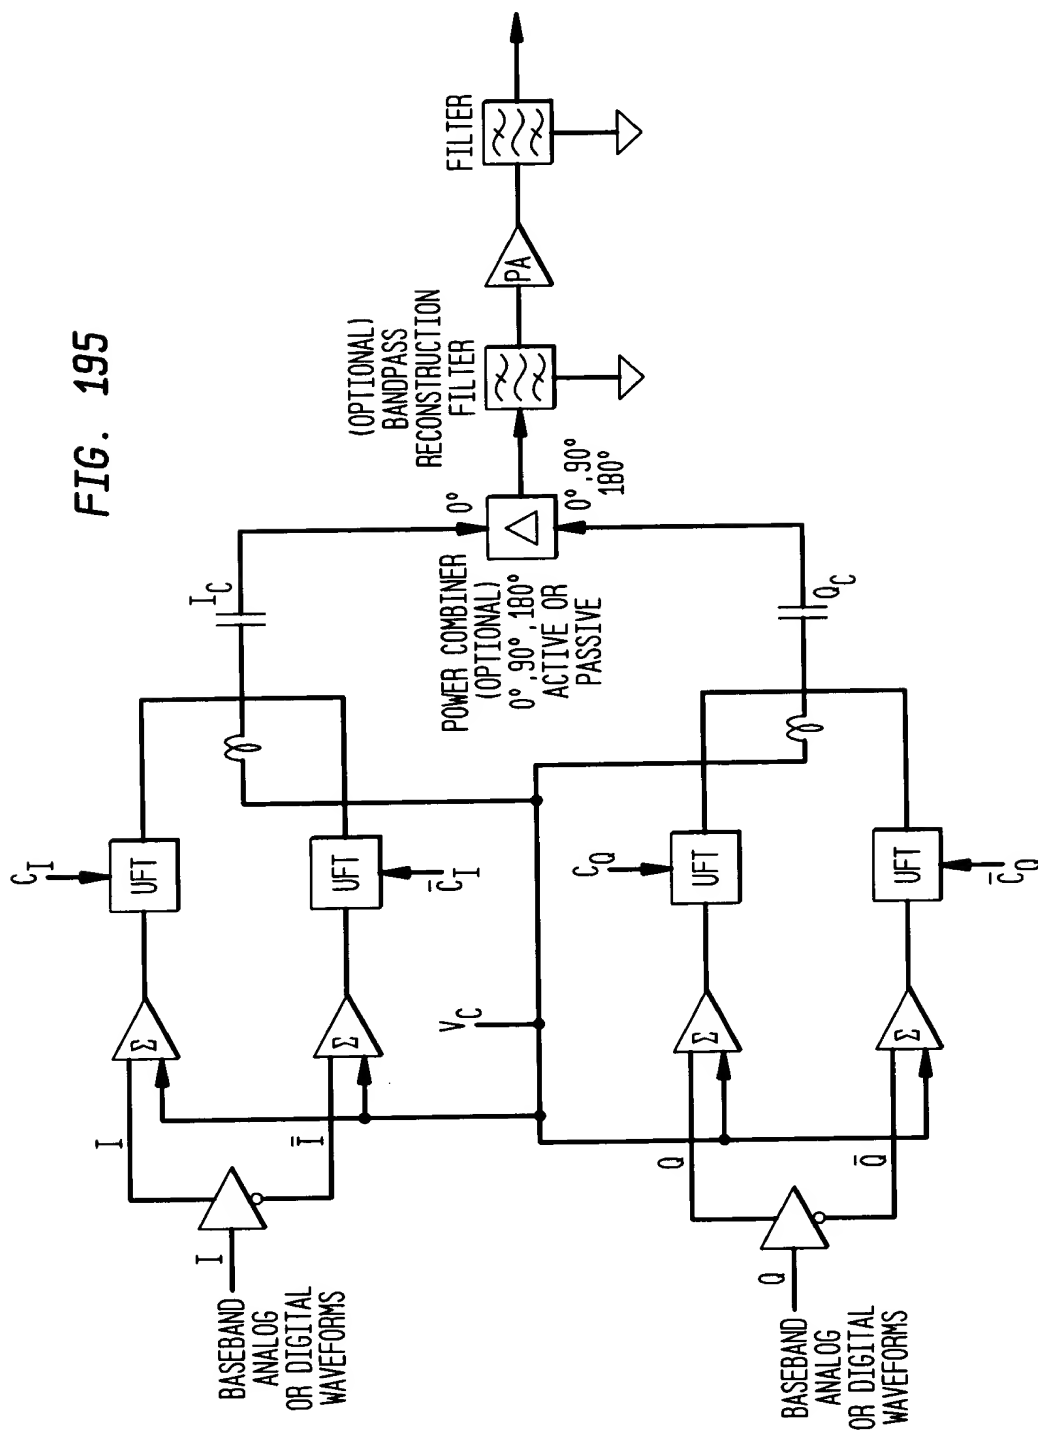 FIG. 195
BASEBAND
ANALOG
OR DIGITAL
WAVEFORMS
I
I
I̅
Σ
Σ
C_I
UFT
UFT
C̅_I
I_C
V_C
BASEBAND
ANALOG
OR DIGITAL
WAVEFORMS
Q
Q
Q̅
Σ
Σ
C_Q
UFT
UFT
C̅_Q
Q_C
POWER COMBINER
(OPTIONAL)
0°,90°,180°
ACTIVE OR
PASSIVE
0°
0°,90°
180°
(OPTIONAL)
BANDPASS
RECONSTRUCTION
FILTER
PA
FILTER